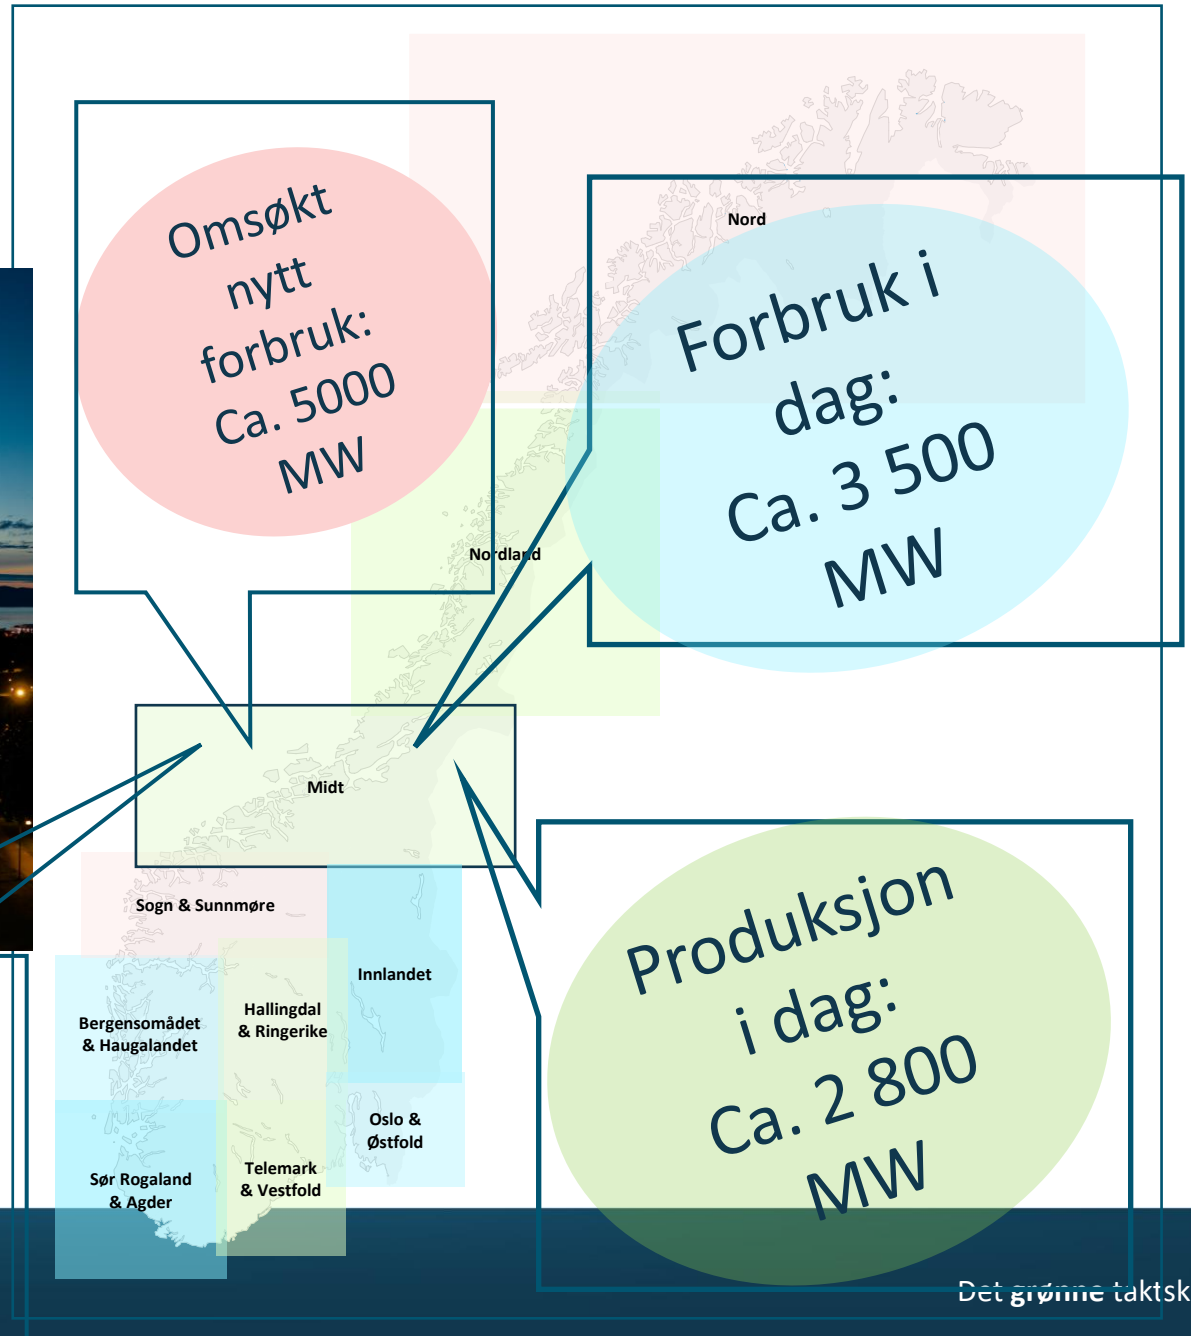 Omsøkt
nytt
forbruk:
Ca. 5000
MW
Nord
Forbruk i
dag:
Ca. 3 500
MW
Nordland
Midt
Sogn & Sunnmøre
Innlandet
Hallingdal
& Ringerike
Bergensomådet
& Haugalandet
Oslo &
Østfold
Telemark
& Vestfold
Sør Rogaland
& Agder
Produksjon
i dag:
Ca. 2 800
MW
Det grønne taktsk